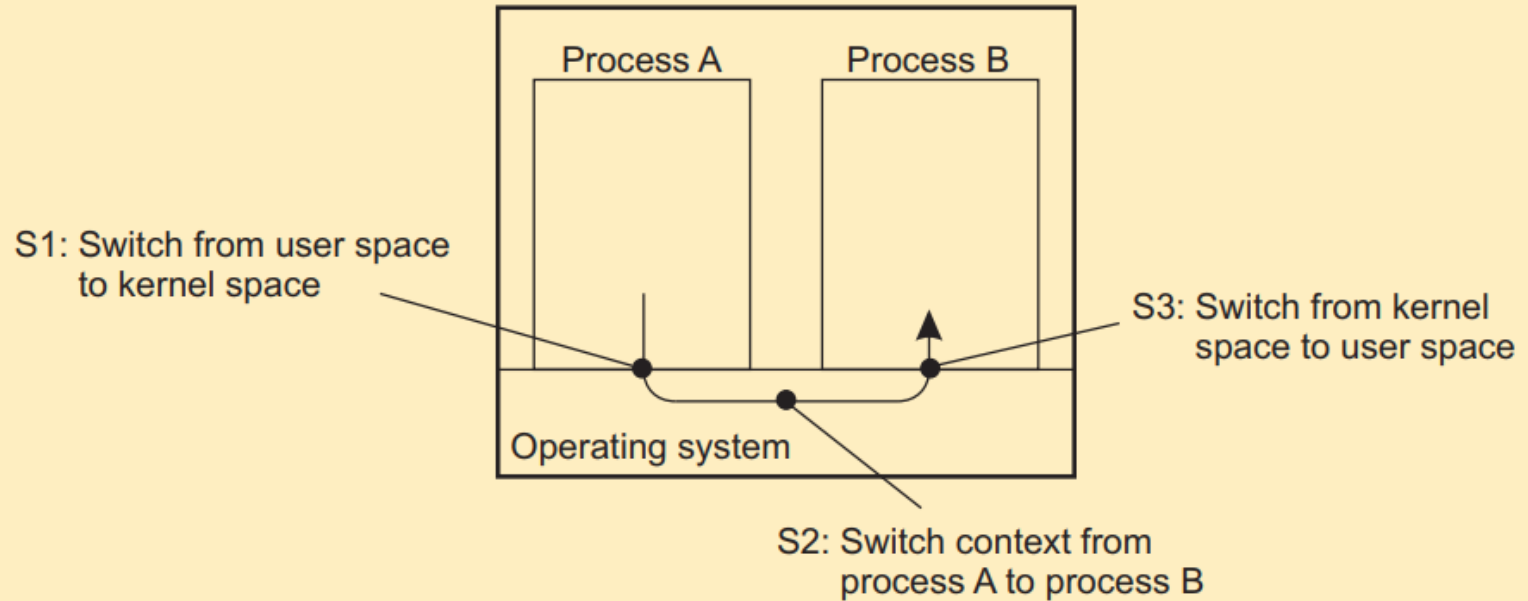 Process A
Process B
S1: Switch from user space
to kernel space
S3: Switch from kernel
space to user space
Operating system
S2: Switch context from
process A to process B